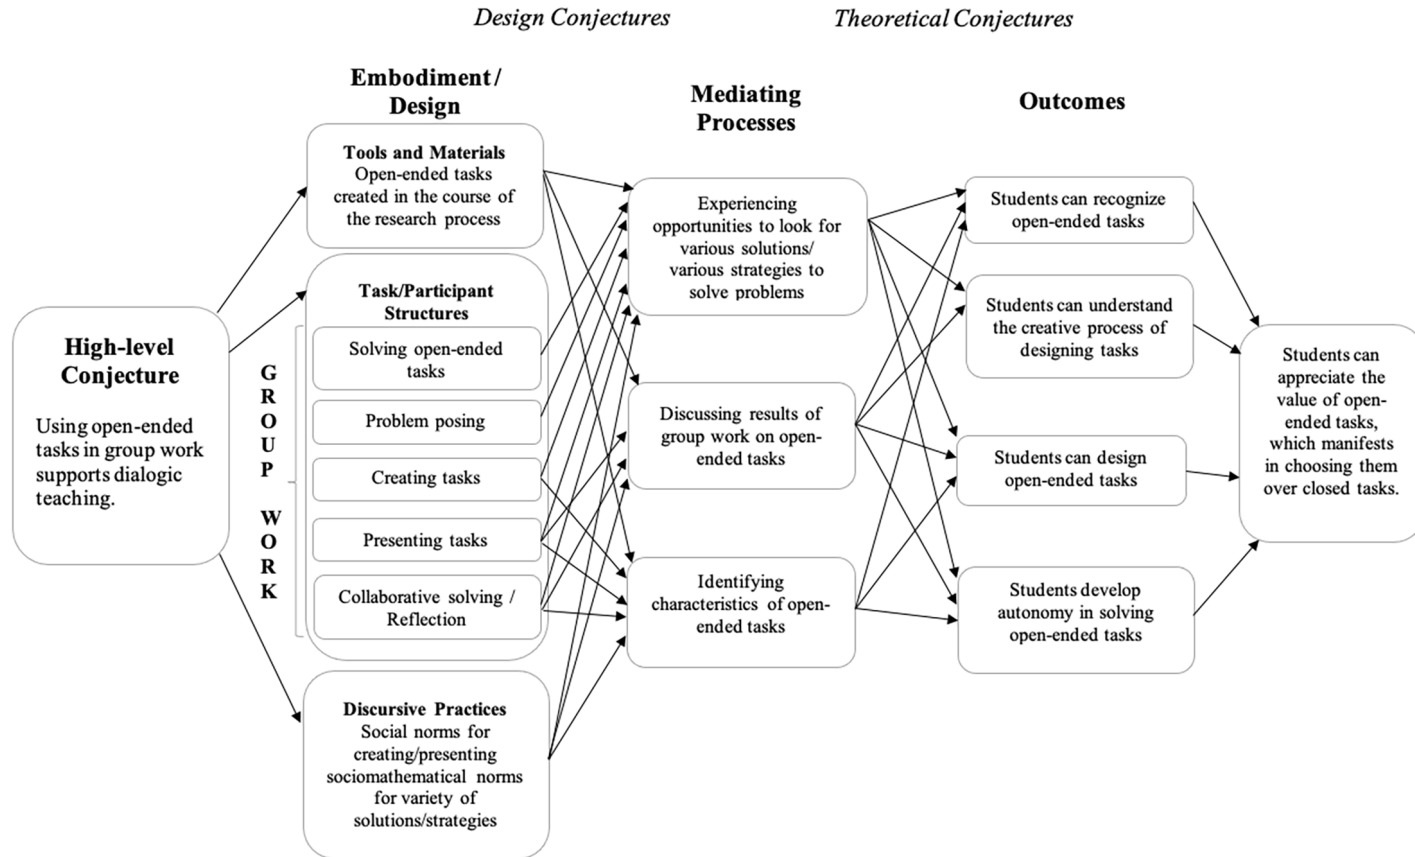 Design Conjectures
Theoretical Conjectures
Embodiment /
Design
Mediating
Processes
Outcomes
High-level
Conjecture
Using open-ended
tasks in group work
supports dialogic
teaching.
Tools and Materials
Open-ended tasks
created in the course of
the research process
Task/Participant
Structures
GROUP
WORK
Solving open-ended
tasks
Problem posing
Creating tasks
Presenting tasks
Collaborative solving /
Reflection
Discursive Practices
Social norms for
creating/presenting
sociomathematical norms
for variety of
solutions/strategies
Experiencing
opportunities to look for
various solutions/
various strategies to
solve problems
Discussing results of
group work on open-
ended tasks
Identifying
characteristics of open-
ended tasks
Students can recognize
open-ended tasks
Students can understand
the creative process of
designing tasks
Students can design
open-ended tasks
Students develop
autonomy in solving
open-ended tasks
Students can
appreciate the
value of open-
ended tasks,
which manifests
in choosing them
over closed tasks.